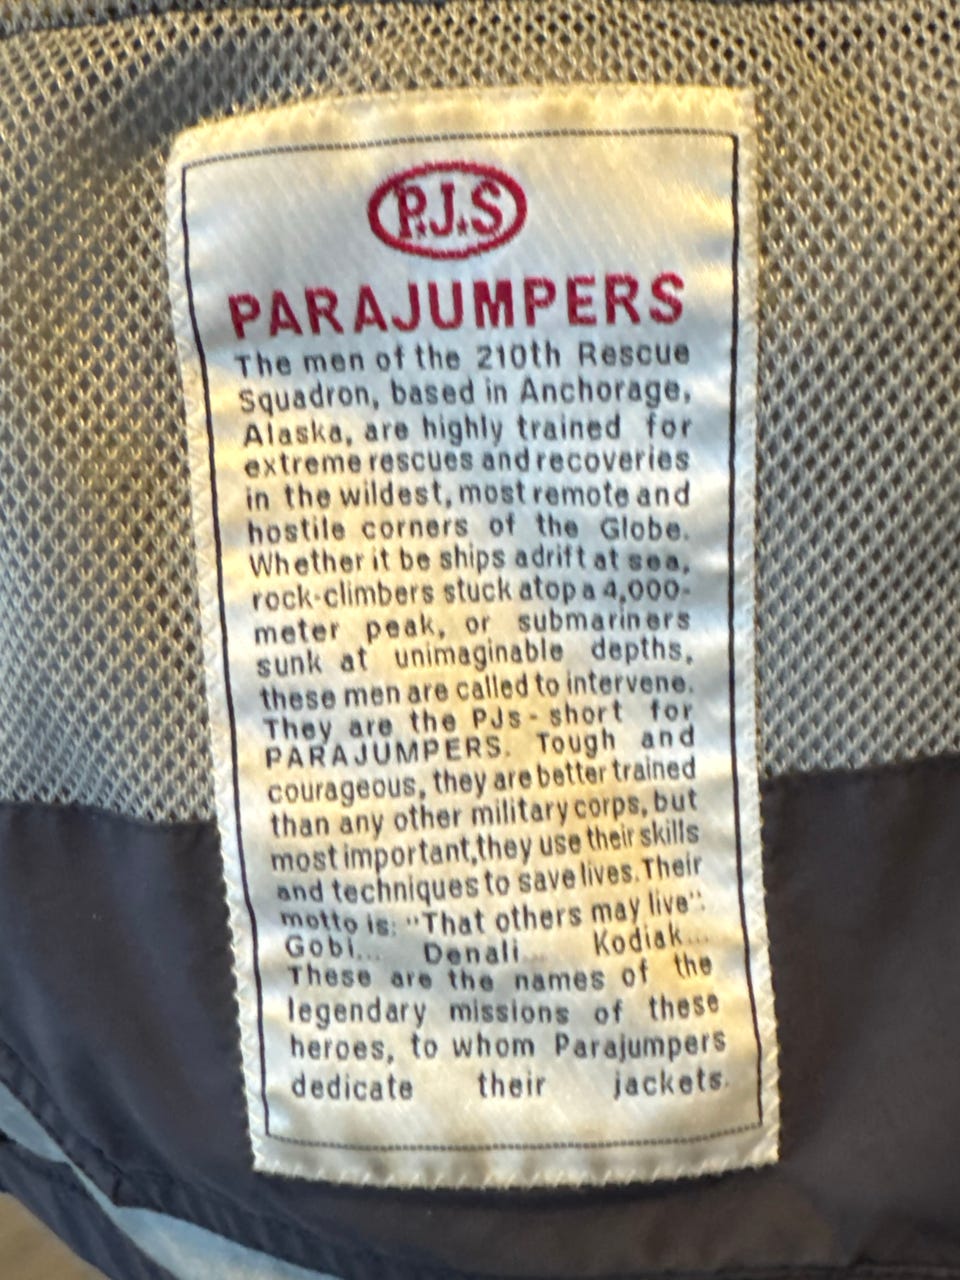 P.J.S
PARAJUMPERS
The men of the 210th Rescue
Squadron, based in Anchorage,
Alaska, are highly trained for
extreme rescues and recoveries
in the wildest, most remote and
hostile corners of the Globe.
Whether it be ships adrift at sea,
rock-climbers stuck atop a 4,000-
meter peak, or submariners
sunk at unimaginable depths,
these men are called to intervene.
They are the PJs - short for
PARAJUMPERS. Tough and
courageous, they are better trained
than any other military corps, but
most important,they use their skills
and techniques to save lives. Their
motto is: "That others may live".
Gobi... Denali... Kodiak...
These are the names of the
legendary missions of these
heroes, to whom Parajumpers
dedicate their jackets.